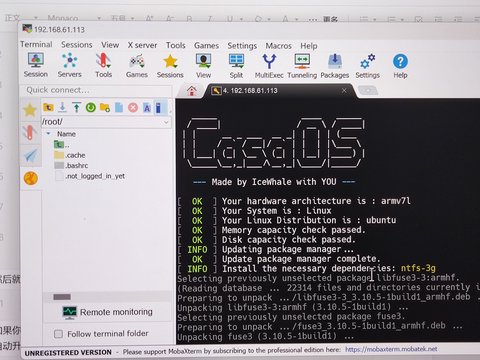 192.168.61.113
Terminal Sessions View X server Tools Games Settings Macros Help
Session Servers Tools Games Sessions View Split MultiExec Tunneling Packages Settings Help
Quick connect...
4. 192.168.61.113
/root/
Name
..
.cache
.bashrc
.not_logged_in_yet
Remote monitoring
Follow terminal folder
CasaOS
--- Made by IceWhale with YOU ---
[ OK ] Your hardware architecture is : armv7l
[ OK ] Your System is : Linux
[ OK ] Your Linux Distribution is : ubuntu
[ OK ] Memory capacity check passed.
[ OK ] Disk capacity check passed.
[ INFO ] Updating package manager...
[ OK ] Update package manager complete.
[ INFO ] Install the necessary dependencies: ntfs-3g
Selecting previously unselected package libfuse3-3:armhf.
(Reading database ... 22314 files and directories currently i
Preparing to unpack .../libfuse3-3_3.10.5-1build1_armhf.deb ..
Unpacking libfuse3-3:armhf (3.10.5-1build1) ...
Selecting previously unselected package fuse3.
Preparing to unpack .../fuse3_3.10.5-1build1_armhf.deb ...
Unpacking fuse3 (3.10.5-1build1) ...
UNREGISTERED VERSION - Please support MobaXterm by subscribing to the professional edition here: https://mobaxterm.mobatek.net